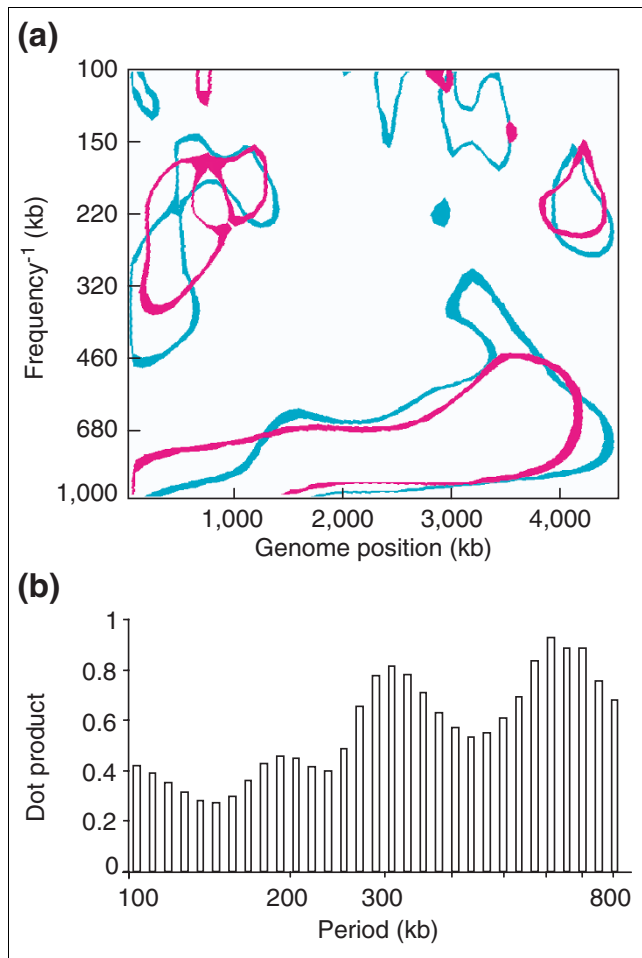 (a)
100
150
220
320
460
680
1,000
Frequency⁻¹ (kb)
1,000 2,000 3,000 4,000
Genome position (kb)
(b)
1
0.8
0.6
0.4
0.2
0
Dot product
100 200 300 800
Period (kb)